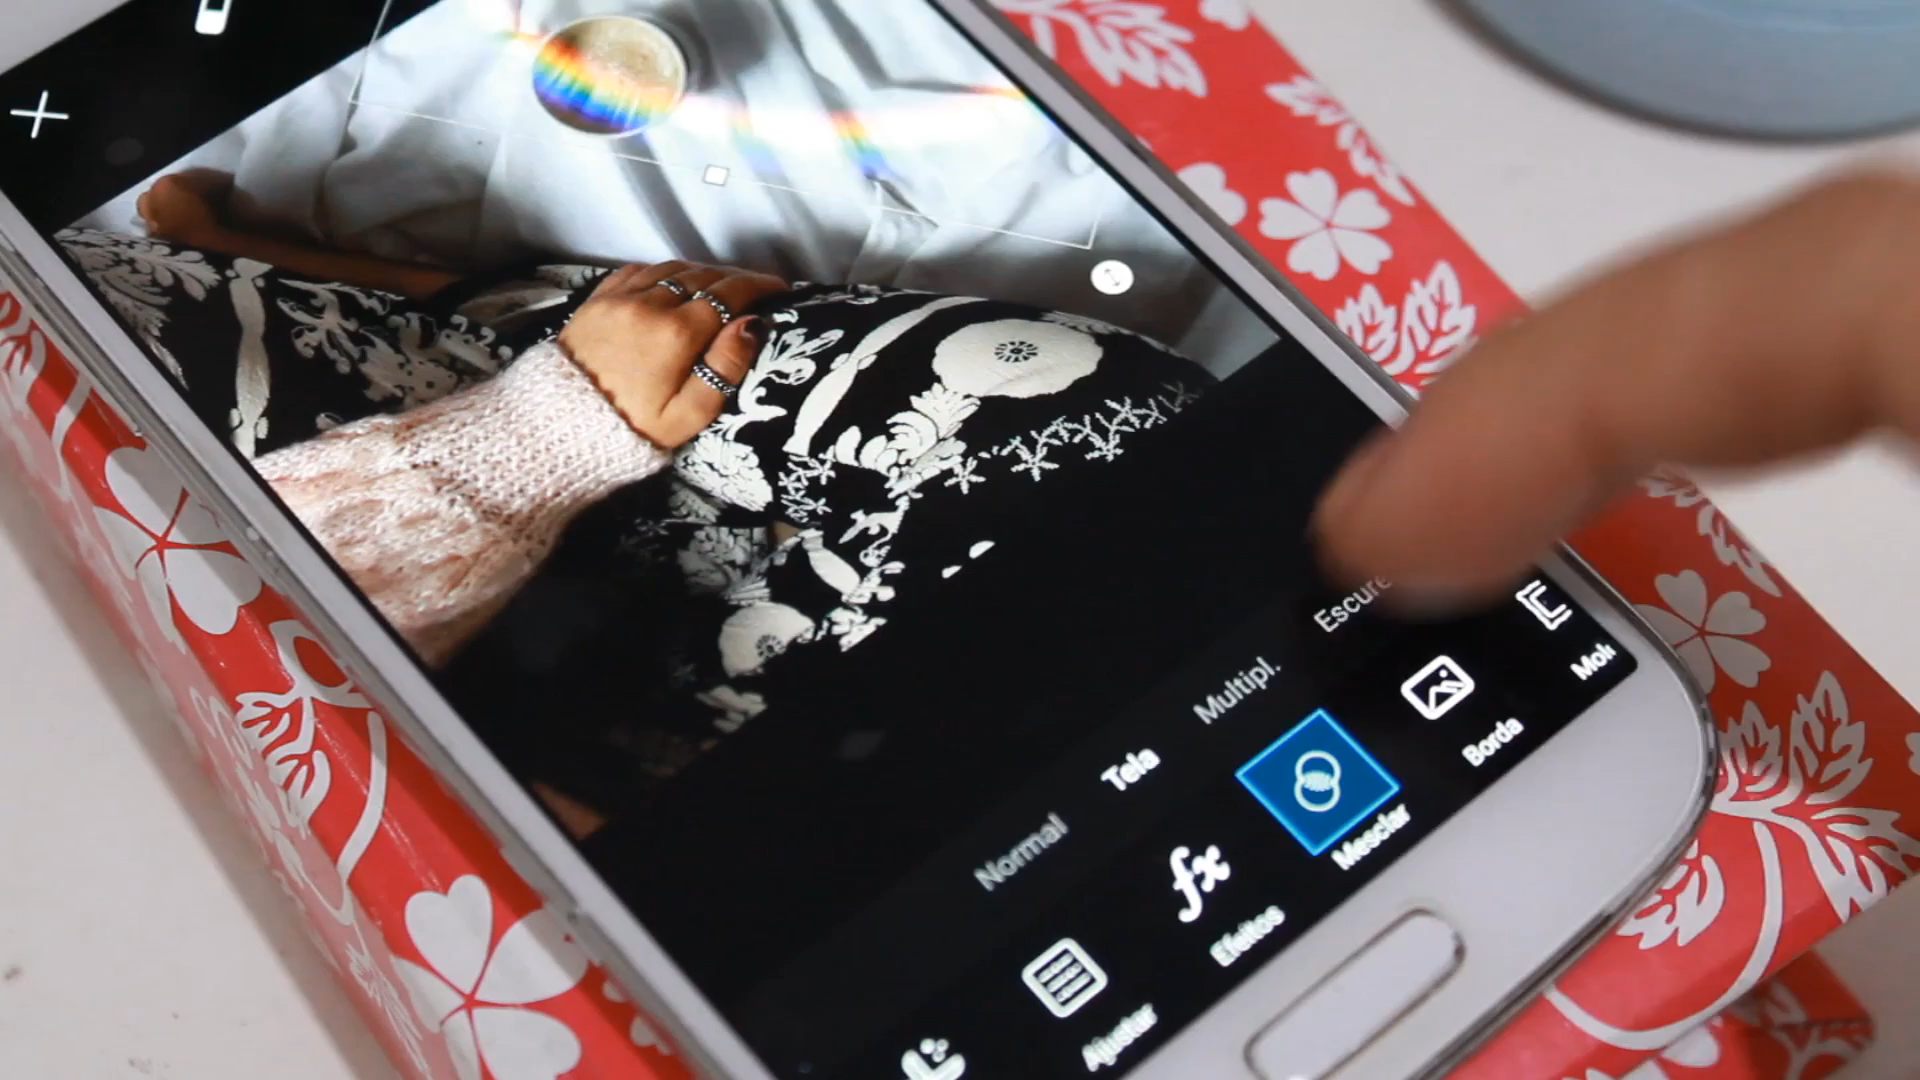 Normal
Tela
Multipl.
Escure
Ajustar
Efeitos
Mesclar
Borda